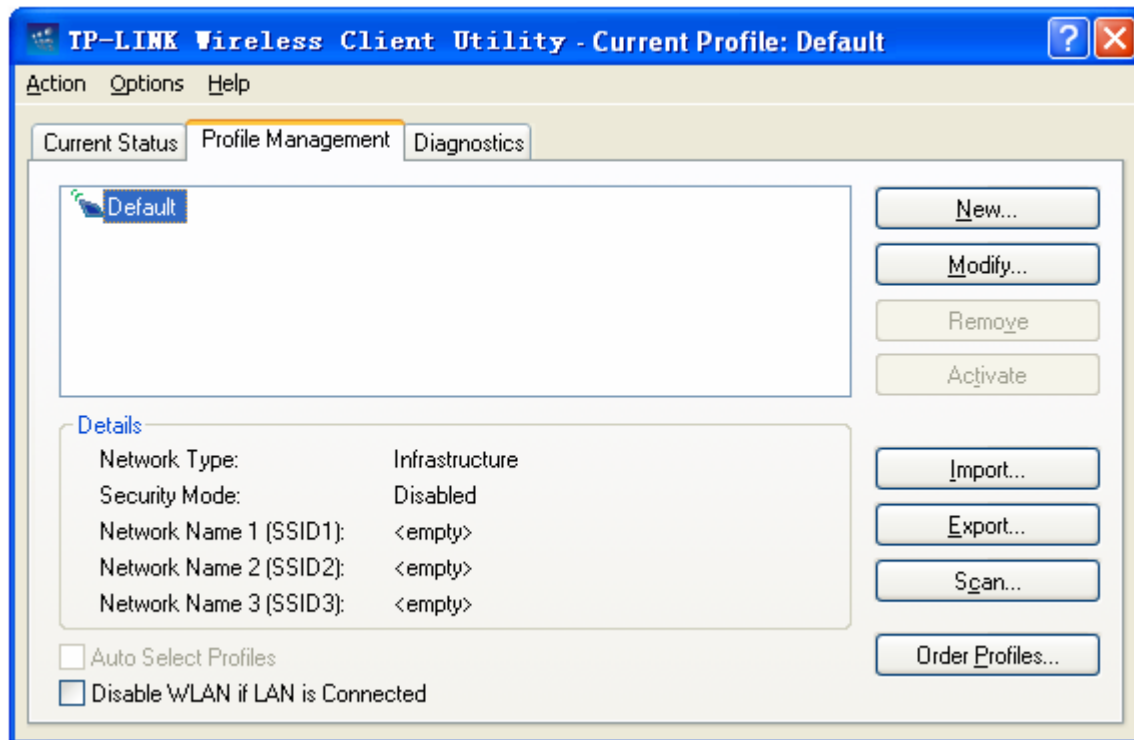 TP-LINK Wireless Client Utility - Current Profile: Default
Action Options Help
Current Status Profile Management Diagnostics
Default
New...
Modify...
Remove
Activate
Details
Network Type: Infrastructure
Security Mode: Disabled
Network Name 1 (SSID1): <empty>
Network Name 2 (SSID2): <empty>
Network Name 3 (SSID3): <empty>
Import...
Export...
Scan...
Auto Select Profiles
Order Profiles...
Disable WLAN if LAN is Connected